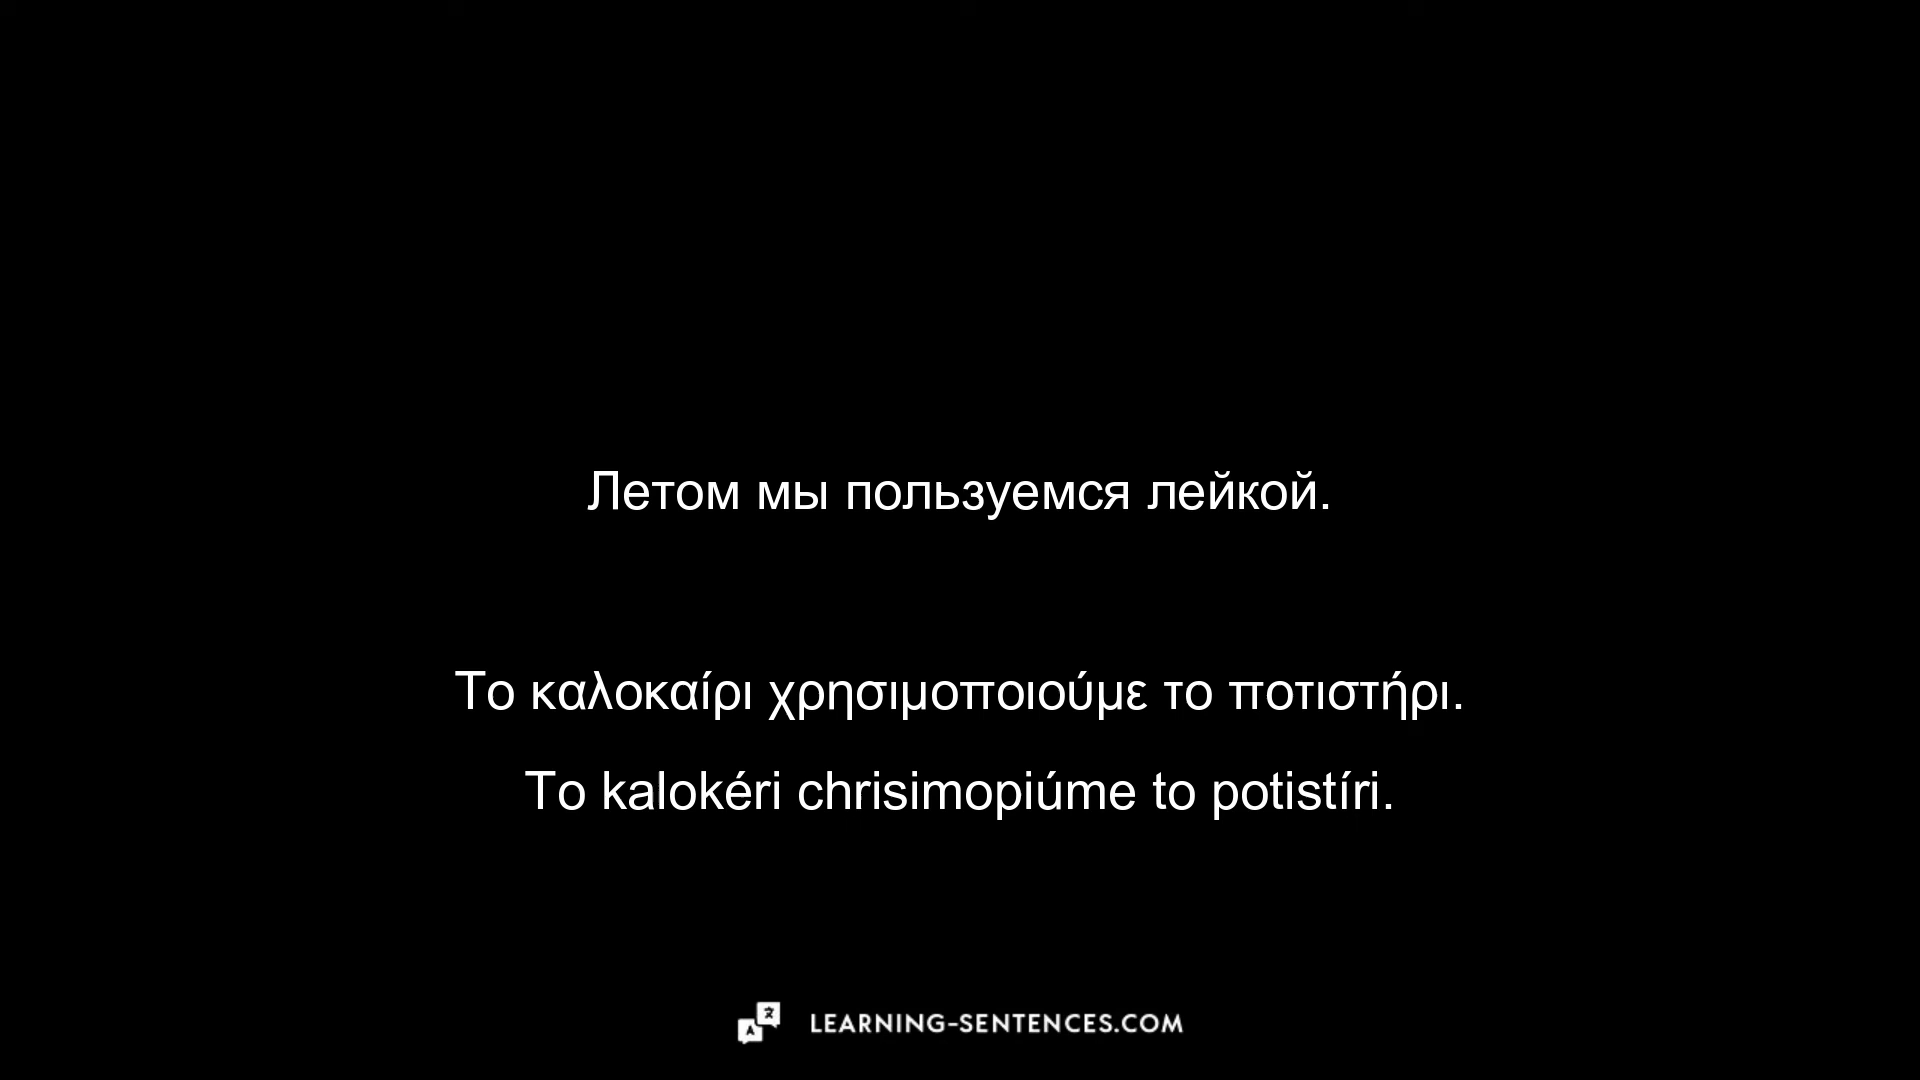 Летом мы пользуемся лейкой.
Το καλοκαίρι χρησιμοποιούμε το ποτιστήρι.
To kalokéri chrisimopiúme to potistíri.
LEARNING-SENTENCES.COM